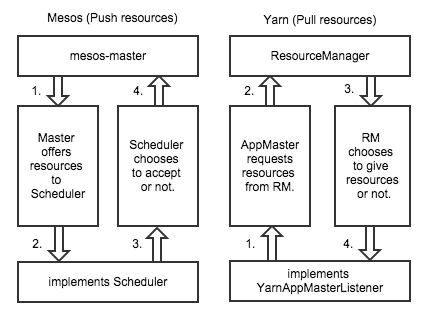 Mesos (Push resources)
mesos-master
1.
4.
Master
offers
resources
to
Scheduler
Scheduler
chooses
to accept
or not.
2.
3.
implements Scheduler
Yarn (Pull resources)
ResourceManager
2.
3.
AppMaster
requests
resources
from RM.
RM
chooses
to give
resources
or not.
1.
4.
implements
YarnAppMasterListener